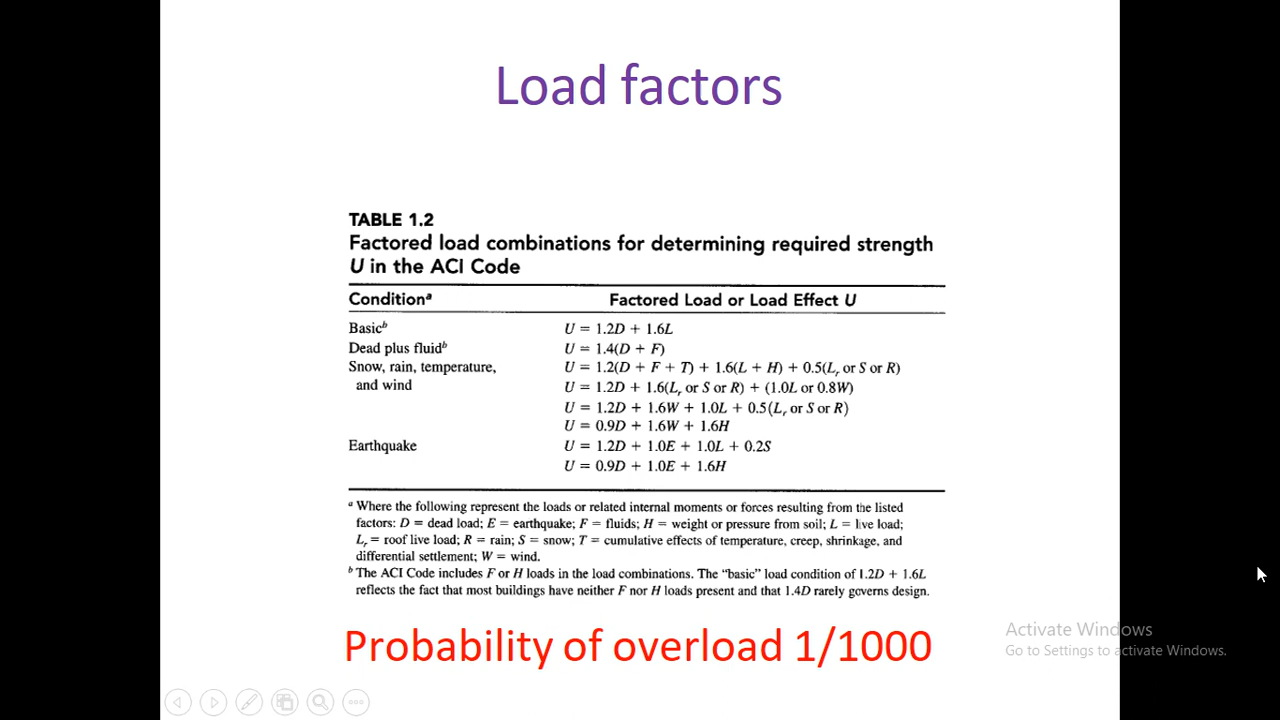 Load factors
TABLE 1.2
Factored load combinations for determining required strength
U in the ACI Code
Conditionᵃ Factored Load or Load Effect U
Basicᵇ U = 1.2D + 1.6L
Dead plus fluidᵇ U = 1.4(D + F)
Snow, rain, temperature, U = 1.2(D + F + T) + 1.6(L + H) + 0.5(Lᵣ or S or R)
and wind U = 1.2D + 1.6(Lᵣ or S or R) + (1.0L or 0.8W)
U = 1.2D + 1.6W + 1.0L + 0.5(Lᵣ or S or R)
U = 0.9D + 1.6W + 1.6H
Earthquake U = 1.2D + 1.0E + 1.0L + 0.2S
U = 0.9D + 1.0E + 1.6H
ᵃ Where the following represent the loads or related internal moments or forces resulting from the listed
factors: D = dead load; E = earthquake; F = fluids; H = weight or pressure from soil; L = live load;
Lᵣ = roof live load; R = rain; S = snow; T = cumulative effects of temperature, creep, shrinkage, and
differential settlement; W = wind.
ᵇ The ACI Code includes F or H loads in the load combinations. The “basic” load condition of 1.2D + 1.6L
reflects the fact that most buildings have neither F nor H loads present and that 1.4D rarely governs design.
Probability of overload 1/1000
Activate Windows
Go to Settings to activate Windows.